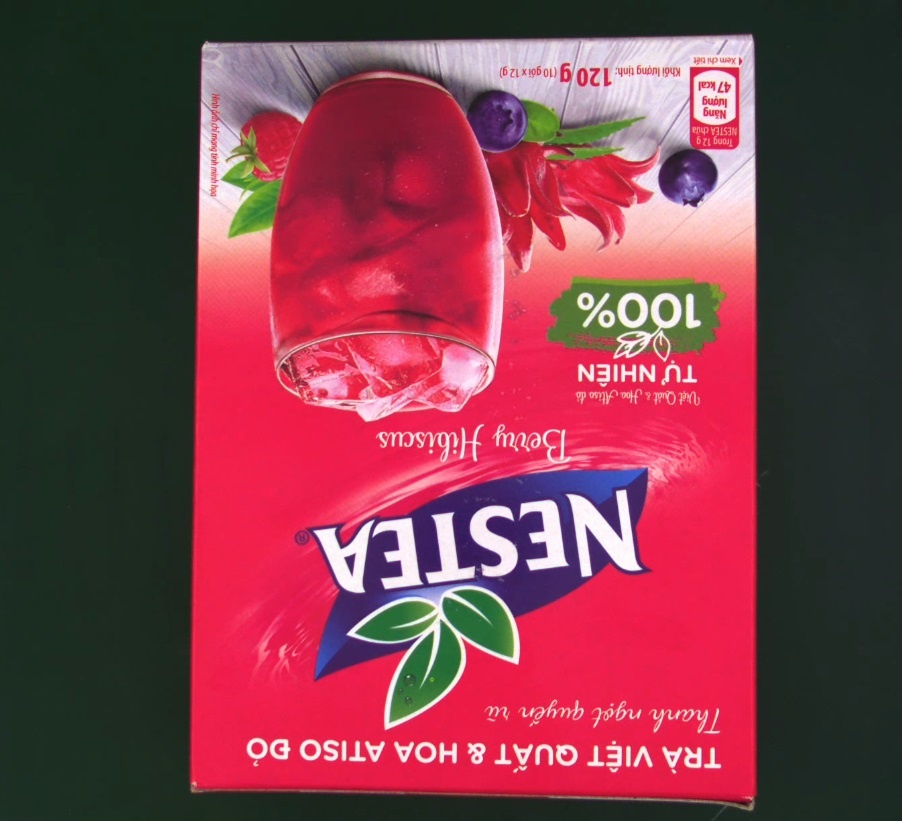 TRÀ VIỆT QUẤT & HOA ATISO ĐỎ
Thanh ngọt quyến rũ
NESTEA®
Berry Hibiscus
Việt Quất & Hoa Atiso đỏ
TỰ NHIÊN
100%
Trong 12 g
NESTEA chứa
Năng
lượng
47 kcal
Xem chi tiết
Khối lượng tịnh: 120 g (10 gói x 12 g)
Hình ảnh chỉ mang tính minh họa